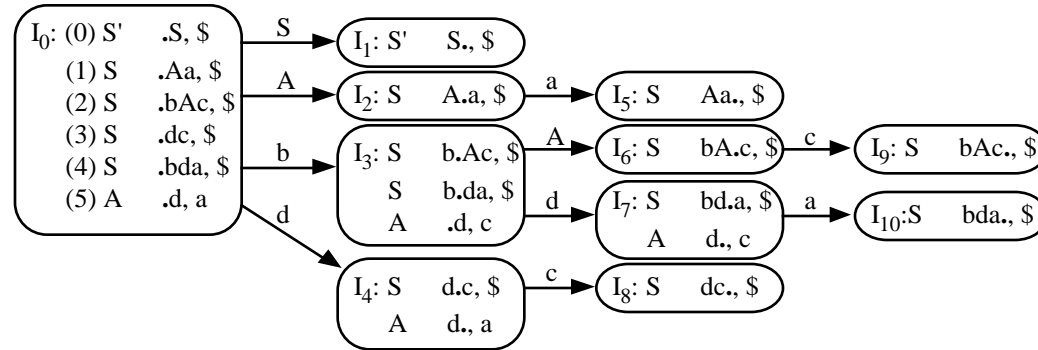 I0: (0) S' .S, $
(1) S .Aa, $
(2) S .bAc, $
(3) S .dc, $
(4) S .bda, $
(5) A .d, a
S
A
b
d
I1: S' S., $
I2: S A.a, $
a
I5: S Aa., $
I3: S b.Ac, $
S b.da, $
A .d, c
A
I6: S bA.c, $
c
I9: S bAc., $
d
I7: S bd.a, $
A d., c
a
I10:S bda., $
I4: S d.c, $
A d., a
c
I8: S dc., $